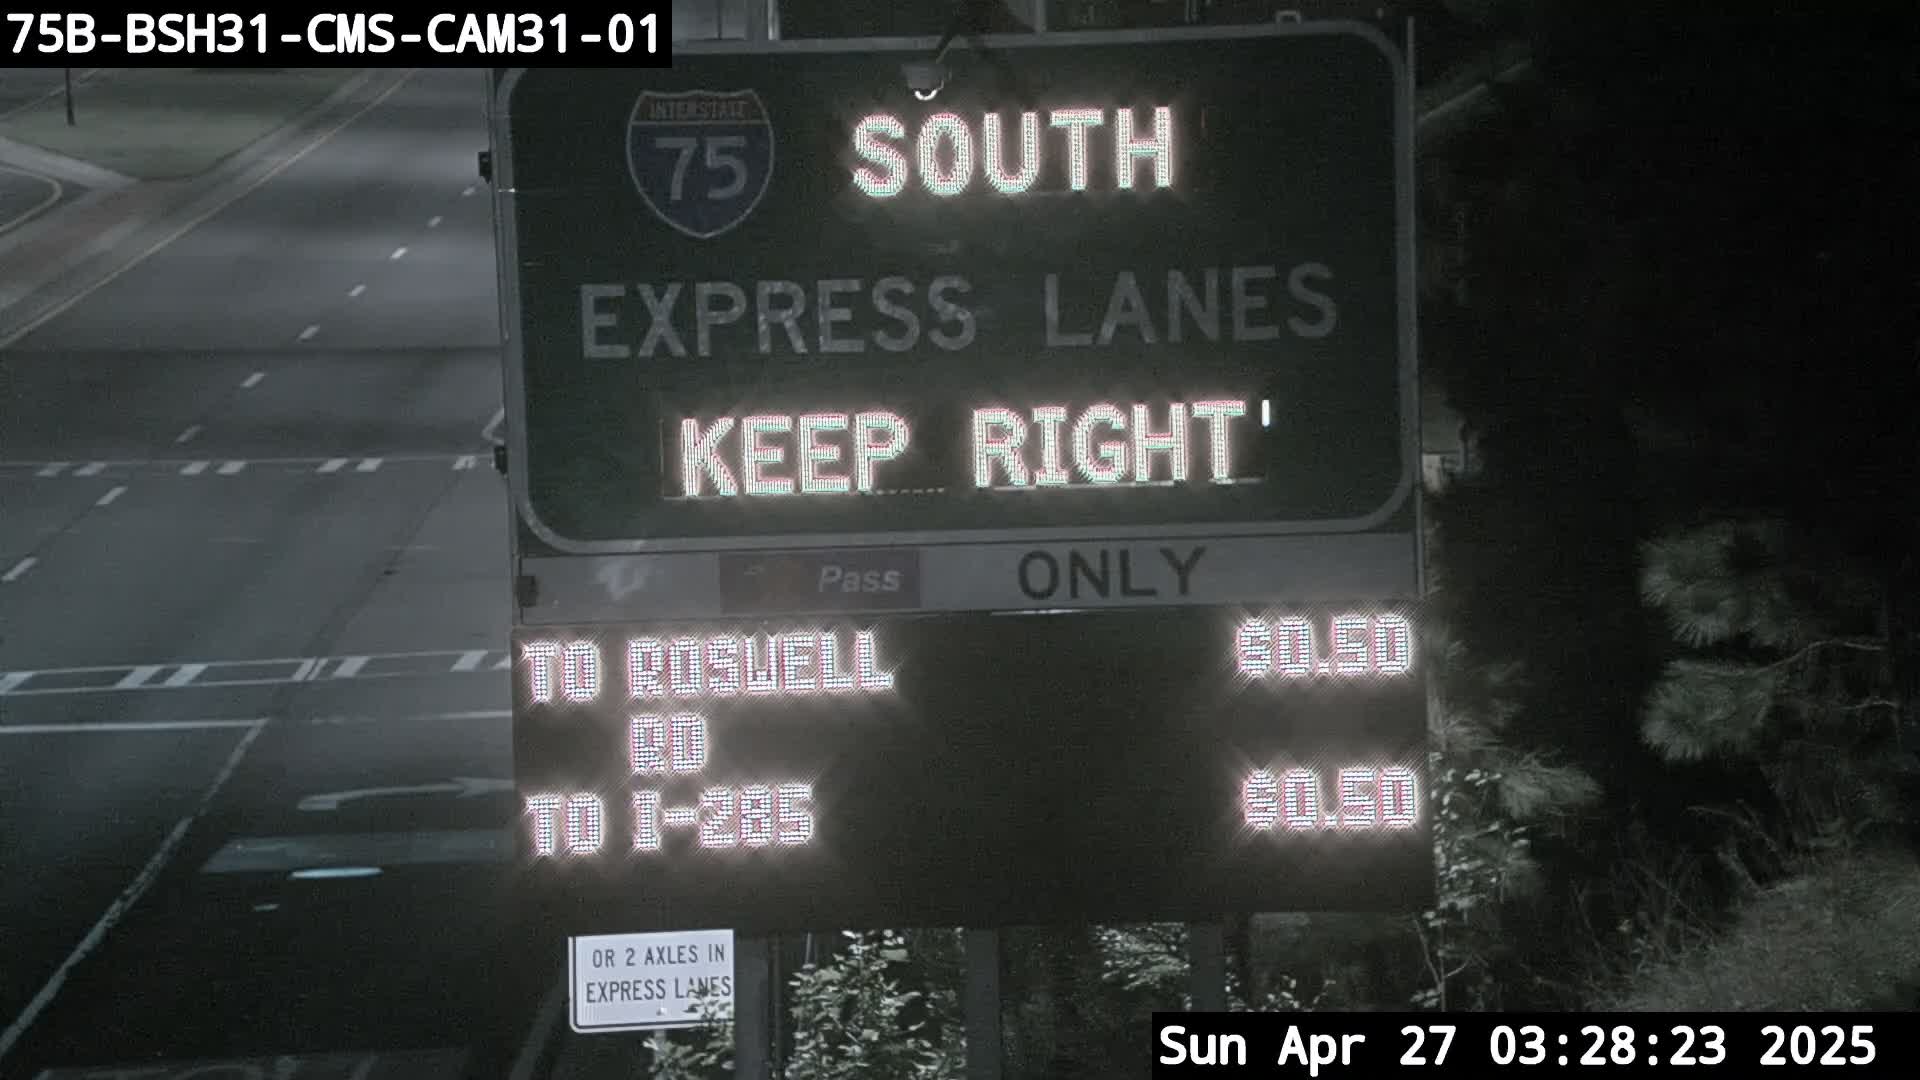 75B-BSH31-CMS-CAM31-01
INTERSTATE
75
SOUTH
EXPRESS LANES
KEEP RIGHT
Pass ONLY
TO ROSWELL $0.50
RD
TO I-285 $0.50
OR 2 AXLES IN
EXPRESS LANES
Sun Apr 27 03:28:23 2025